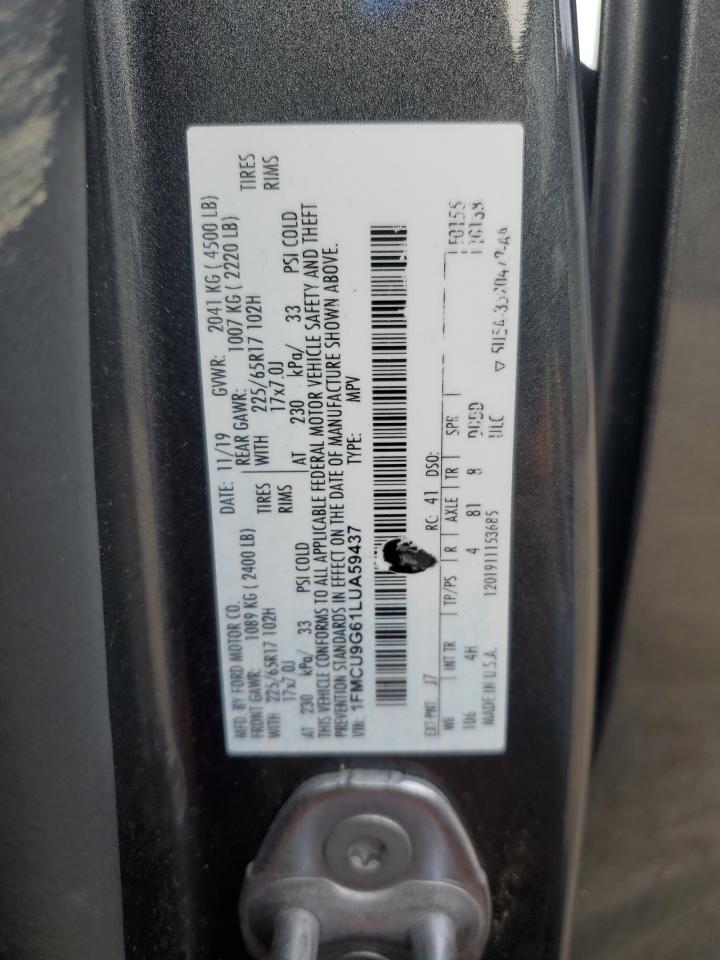 MFD. BY FORD MOTOR CO. DATE: 11/19 GVWR: 2041 KG (4500 LB)
FRONT GAWR: 1089 KG (2400 LB) REAR GAWR: 1007 KG (2220 LB)
WITH 225/65R17 102H TIRES WITH 225/65R17 102H TIRES
17x7.0J RIMS 17x7.0J RIMS
AT 230 kPa/ 33 PSI COLD AT 230 kPa/ 33 PSI COLD
THIS VEHICLE CONFORMS TO ALL APPLICABLE FEDERAL MOTOR VEHICLE SAFETY AND THEFT
PREVENTION STANDARDS IN EFFECT ON THE DATE OF MANUFACTURE SHOWN ABOVE.
VIN: 1FMCU9G61LUA59437 TYPE: MPV
EXT PNT: J7 RC: 41 DSO:
WB INT TR TP/PS R AXLE TR SPR
106 4H 4 81 8
MADE IN U.S.A. 1201911153685 ULC